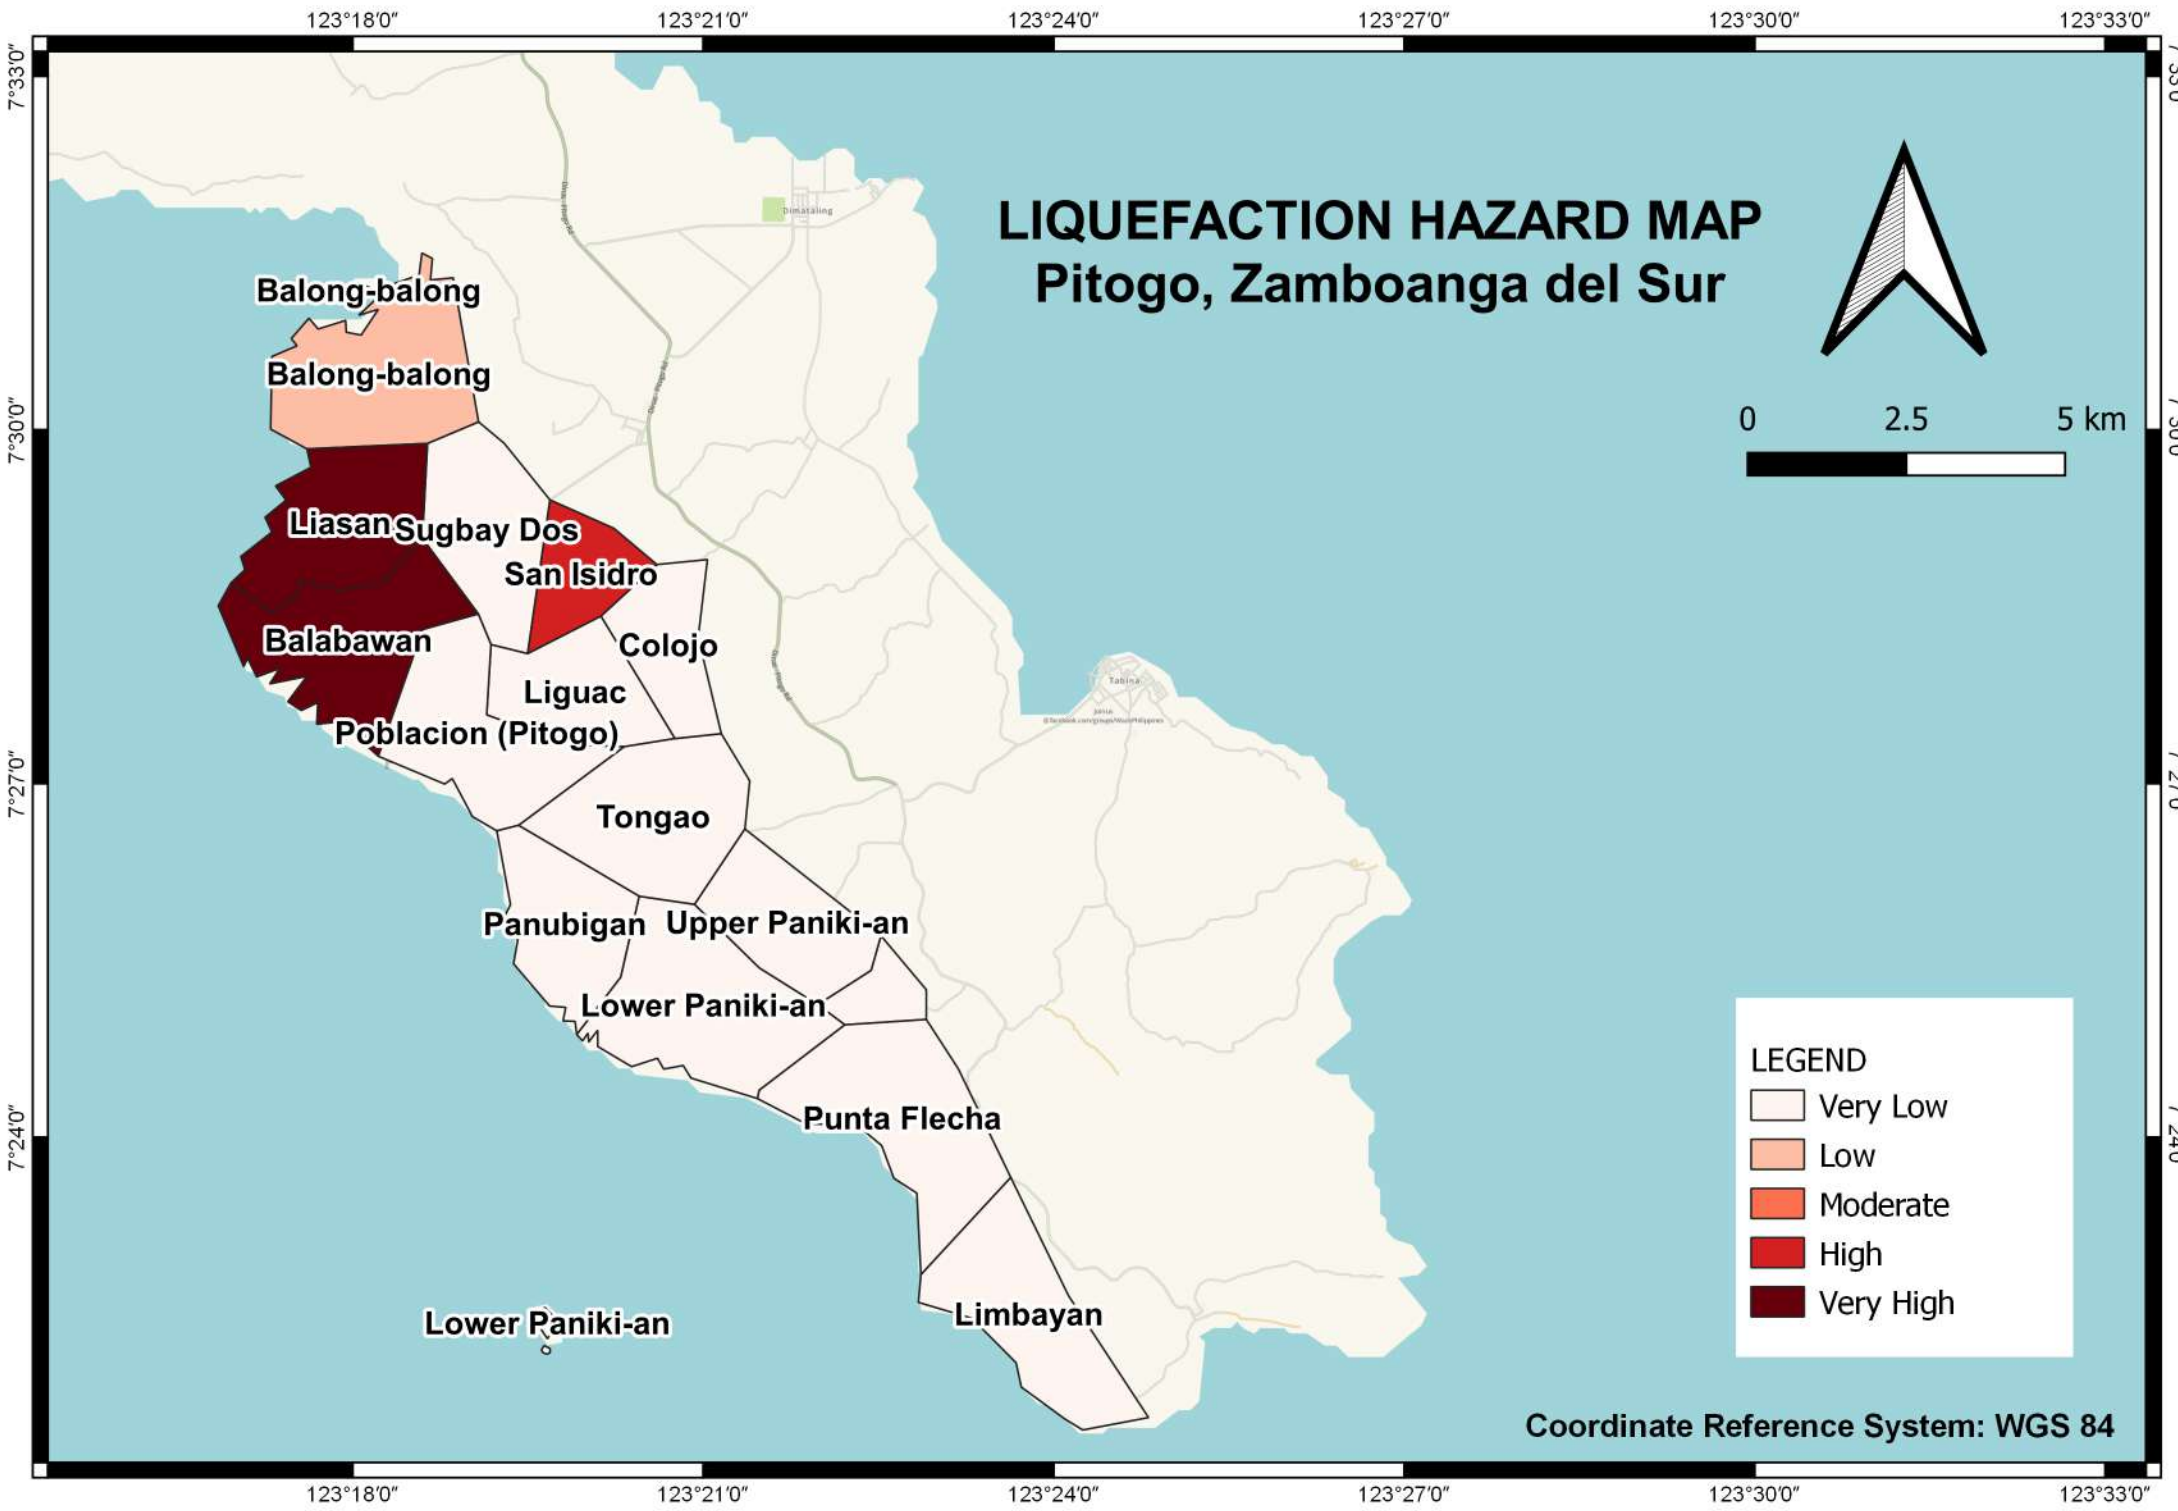 123°18'0" 123°21'0" 123°24'0" 123°27'0" 123°30'0" 123°33'0"
7°33'0"
LIQUEFACTION HAZARD MAP
Pitogo, Zamboanga del Sur
Dimataling
Balong-balong
Balong-balong
0 2.5 5 km
7°30'0"
Liasan
Sugbay Dos
San Isidro
Balabawan
Colojo
Liguac
Poblacion (Pitogo)
Tabina
7°27'0"
Tongao
Panubigan
Upper Paniki-an
Lower Paniki-an
Punta Flecha
7°24'0"
Limbayan
Lower Paniki-an
LEGEND
Very Low
Low
Moderate
High
Very High
Coordinate Reference System: WGS 84
123°18'0" 123°21'0" 123°24'0" 123°27'0" 123°30'0" 123°33'0"